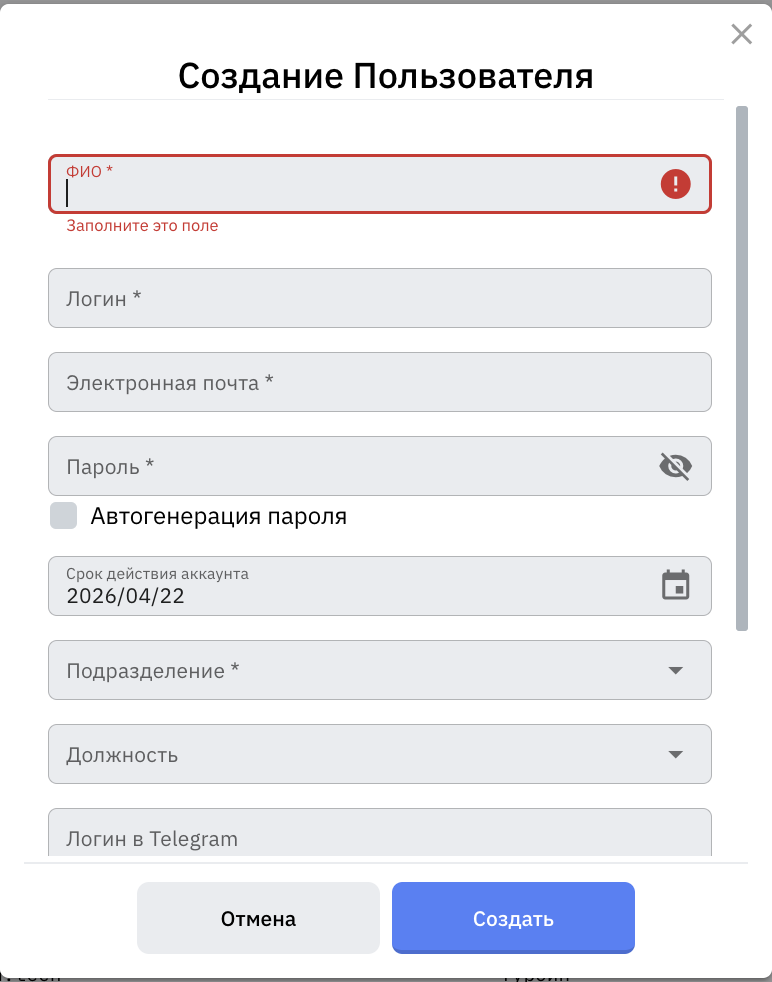 Создание Пользователя
ФИО *
Заполните это поле
Логин *
Электронная почта *
Пароль *
Автогенерация пароля
Срок действия аккаунта
2026/04/22
Подразделение *
Должность
Логин в Telegram
Отмена
Создать